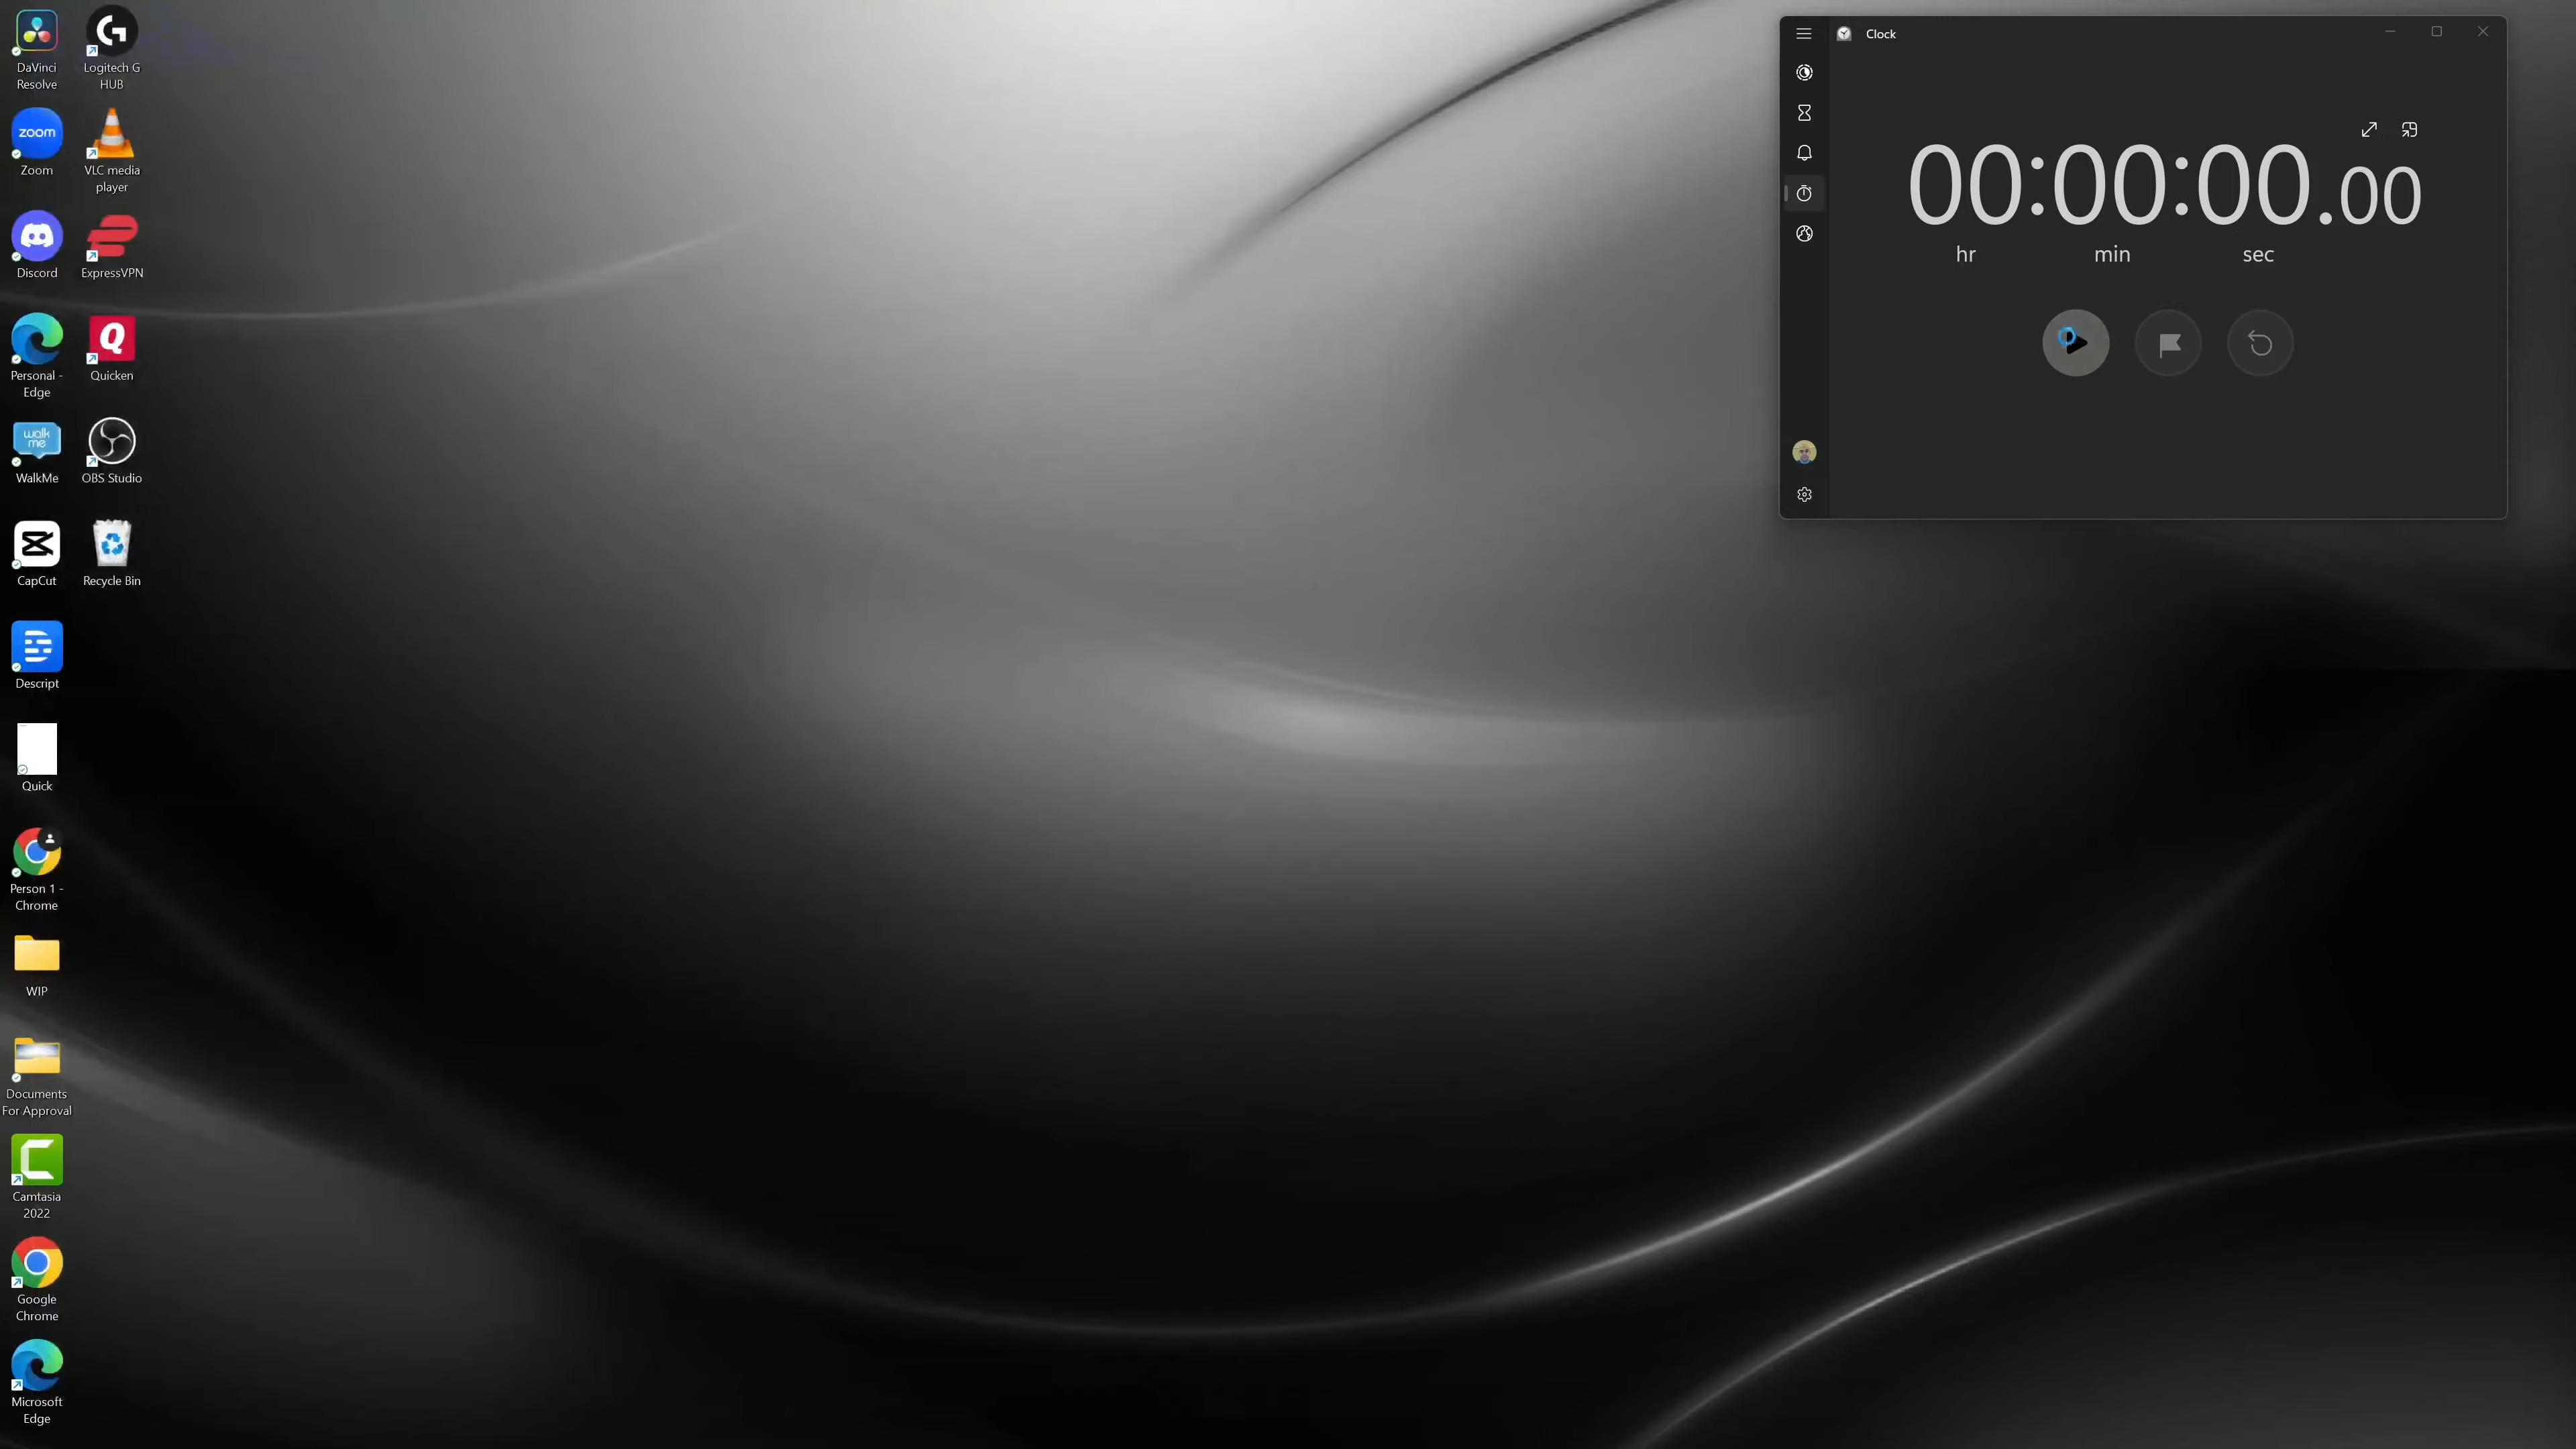 DaVinci
Resolve
Logitech G
HUB
zoom
Zoom
VLC media
player
Discord
ExpressVPN
Personal -
Edge
Q
Quicken
walk
me
WalkMe
OBS Studio
CapCut
Recycle Bin
Descript
Quick
Person 1 -
Chrome
WIP
Documents
For Approval
Camtasia
2022
Google
Chrome
Microsoft
Edge
Clock
00:00:00.00
hr min sec